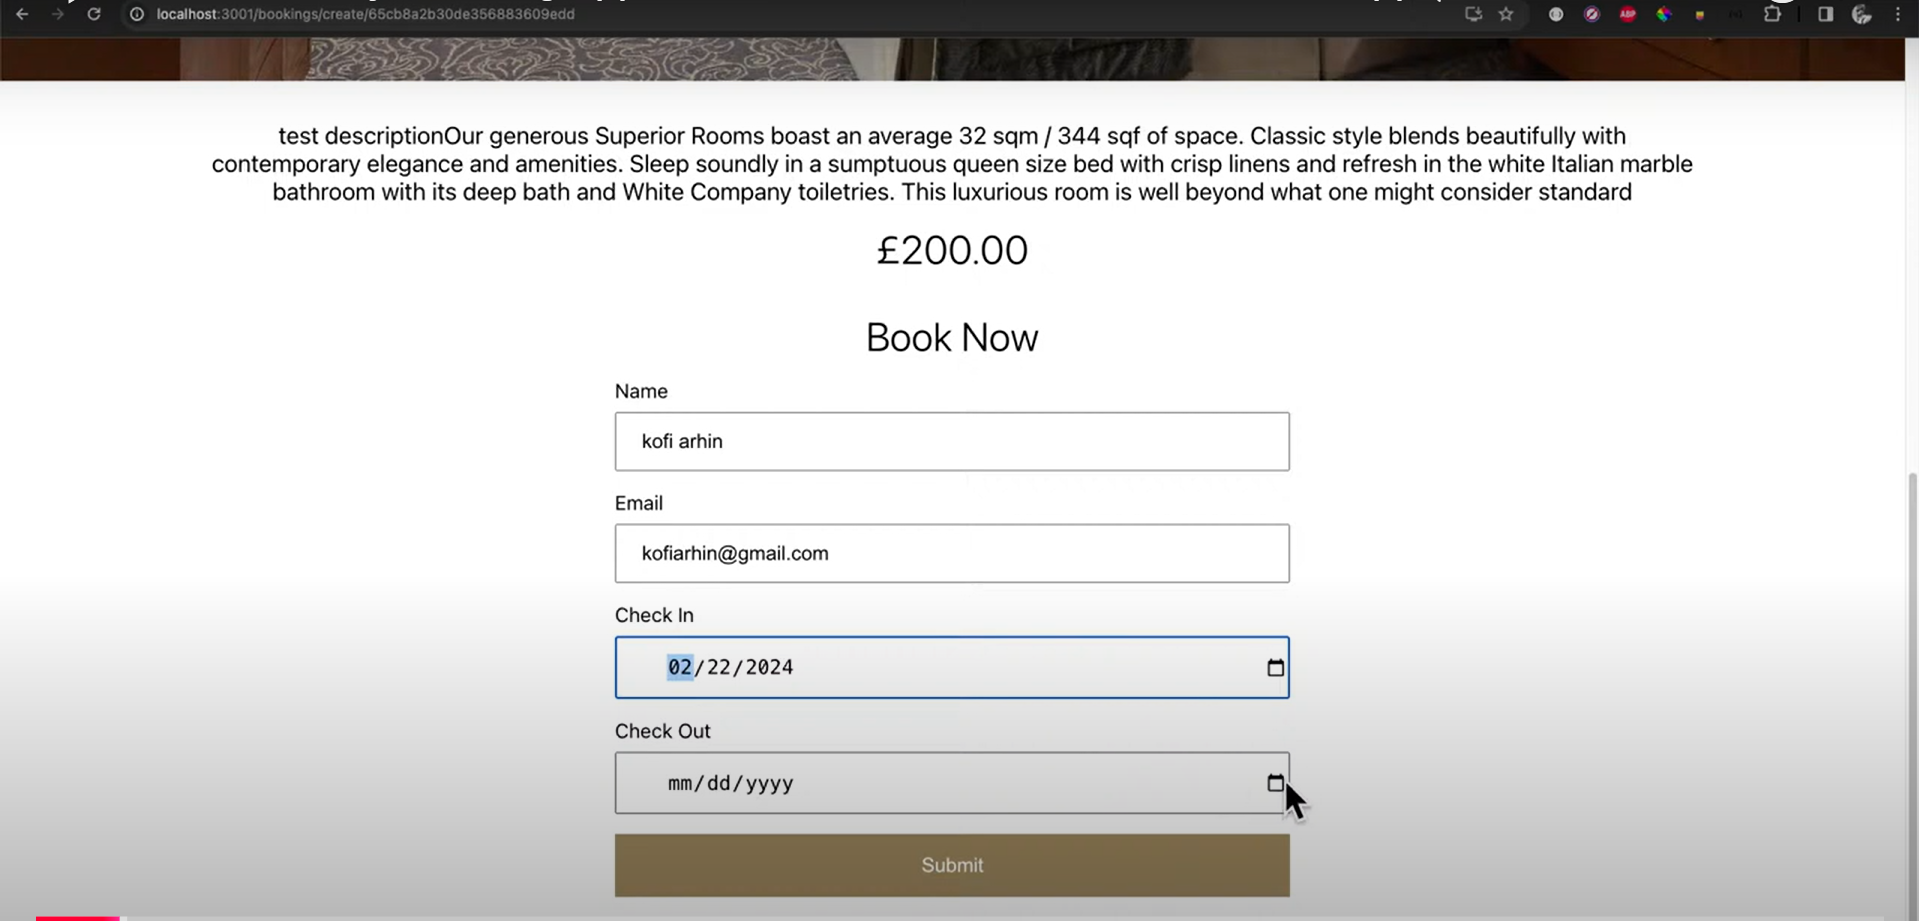 localhost:3001/bookings/create/65cb8a2b30de356883609edd
ABP
test descriptionOur generous Superior Rooms boast an average 32 sqm / 344 sqf of space. Classic style blends beautifully with
contemporary elegance and amenities. Sleep soundly in a sumptuous queen size bed with crisp linens and refresh in the white Italian marble
bathroom with its deep bath and White Company toiletries. This luxurious room is well beyond what one might consider standard
£200.00
Book Now
Name
kofi arhin
Email
kofiarhin@gmail.com
Check In
02/22/2024
Check Out
mm/dd/yyyy
Submit